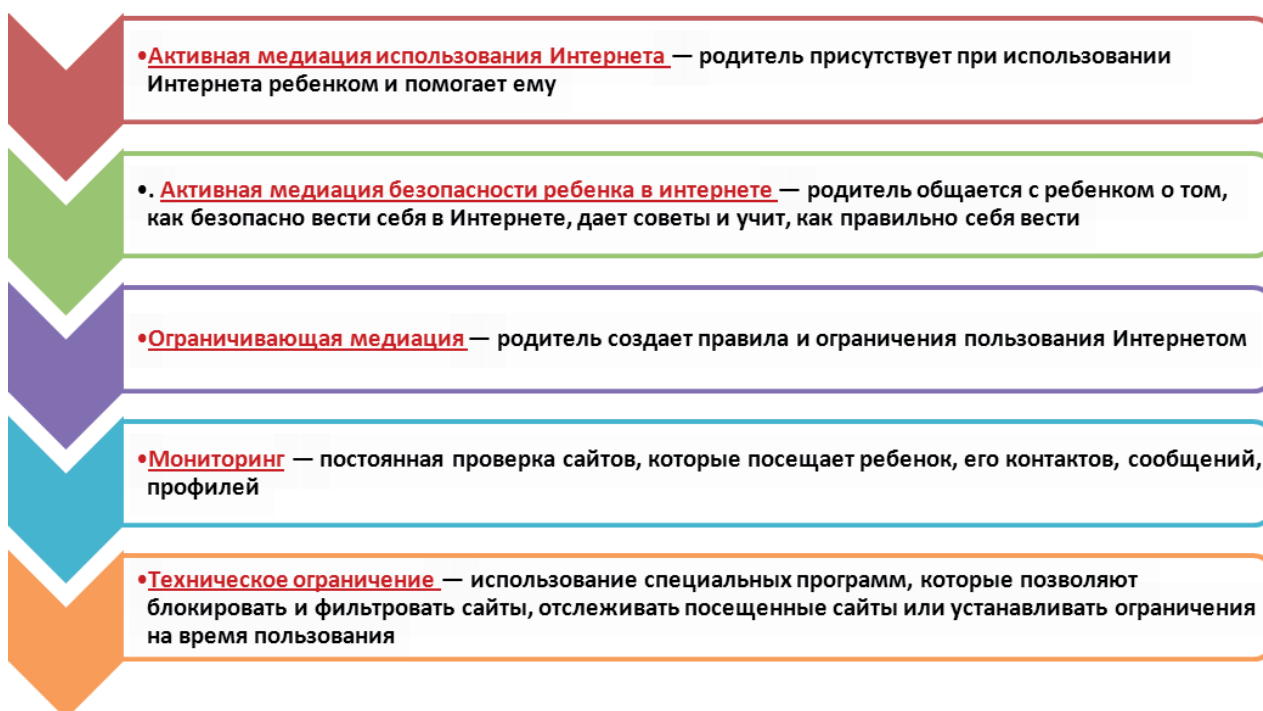 •Активная медиация использования Интернета — родитель присутствует при использовании
Интернета ребенком и помогает ему
•. Активная медиация безопасности ребенка в интернете — родитель общается с ребенком о том,
как безопасно вести себя в Интернете, дает советы и учит, как правильно себя вести
•Ограничивающая медиация — родитель создает правила и ограничения пользования Интернетом
•Мониторинг — постоянная проверка сайтов, которые посещает ребенок, его контактов, сообщений,
профилей
•Техническое ограничение — использование специальных программ, которые позволяют
блокировать и фильтровать сайты, отслеживать посещенные сайты или устанавливать ограничения
на время пользования